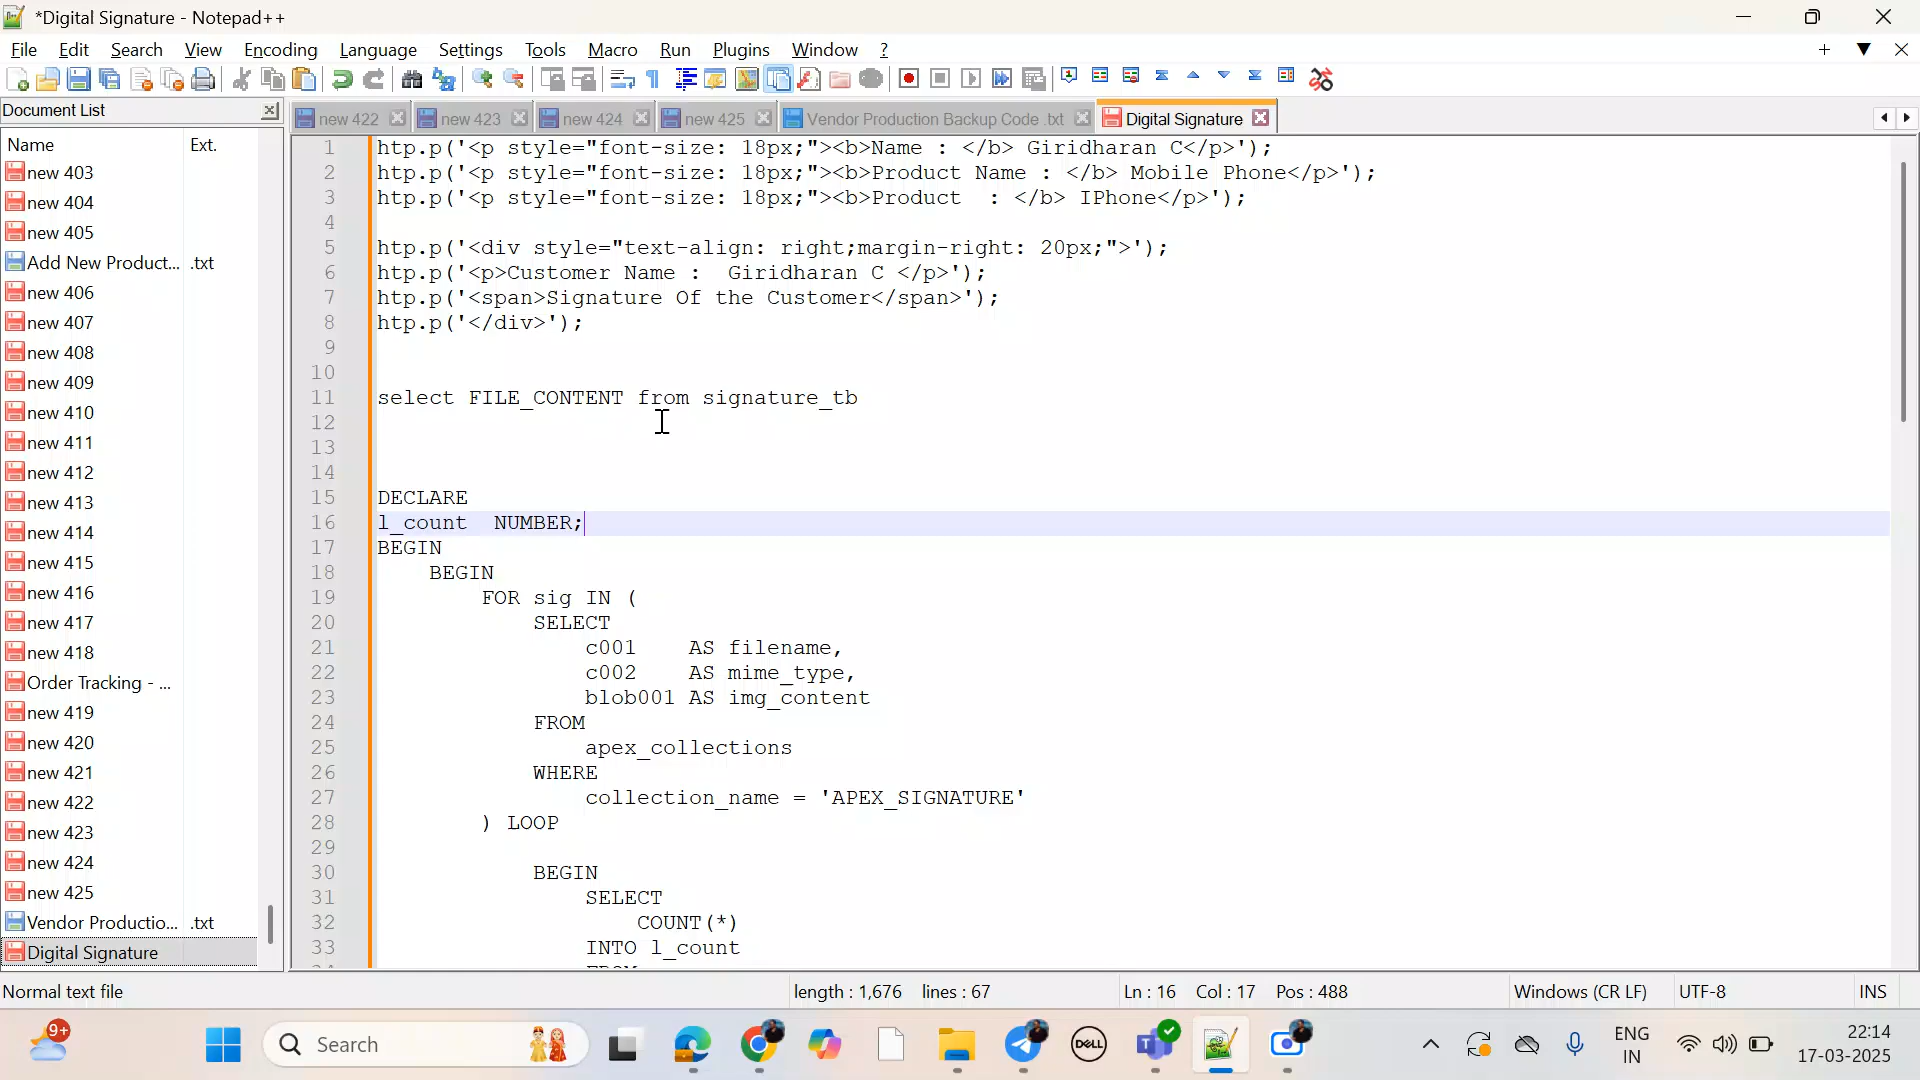 *Digital Signature - Notepad++
File Edit Search View Encoding Language Settings Tools Macro Run Plugins Window ?
Document List
new 422 new 423 new 424 new 425 Vendor Production Backup Code .txt Digital Signature
Name Ext.
new 403
new 404
new 405
Add New Product... .txt
new 406
new 407
new 408
new 409
new 410
new 411
new 412
new 413
new 414
new 415
new 416
new 417
new 418
Order Tracking - ...
new 419
new 420
new 421
new 422
new 423
new 424
new 425
Vendor Productio... .txt
Digital Signature
1 htp.p('<p style="font-size: 18px;"><b>Name : </b> Giridharan C</p>');
2 htp.p('<p style="font-size: 18px;"><b>Product Name : </b> Mobile Phone</p>');
3 htp.p('<p style="font-size: 18px;"><b>Product  : </b> IPhone</p>');
4
5 htp.p('<div style="text-align: right;margin-right: 20px;">');
6 htp.p('<p>Customer Name :  Giridharan C </p>');
7 htp.p('<span>Signature Of the Customer</span>');
8 htp.p('</div>');
9
10
11 select FILE_CONTENT from signature_tb
12
13
14
15 DECLARE
16 l_count  NUMBER;
17 BEGIN
18     BEGIN
19         FOR sig IN (
20             SELECT
21                 c001    AS filename,
22                 c002    AS mime_type,
23                 blob001 AS img_content
24             FROM
25                 apex_collections
26             WHERE
27                 collection_name = 'APEX_SIGNATURE'
28         ) LOOP
29
30             BEGIN
31                 SELECT
32                     COUNT(*)
33                 INTO l_count
Normal text file length : 1,676 lines : 67 Ln : 16 Col : 17 Pos : 488 Windows (CR LF) UTF-8 INS
9+ Search DELL ENG IN 22:14 17-03-2025